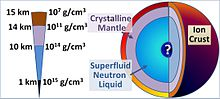 15 km 10⁷ g/cm³
14 km 10¹¹ g/cm³
10 km 10¹⁴ g/cm³
1 km 10¹⁵ g/cm³
Crystalline
Mantle
Superfluid
Neutron
Liquid
?
Ion
Crust